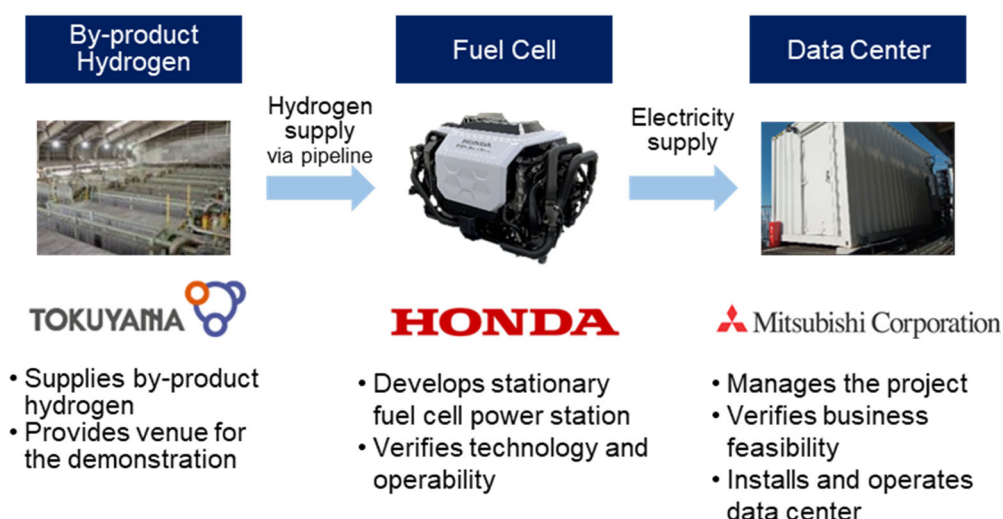 By-product
Hydrogen
Hydrogen
supply
via pipeline
Fuel Cell
HONDA
Electricity
supply
Data Center
TOKUYAMA
• Supplies by-product
hydrogen
• Provides venue for
the demonstration
HONDA
• Develops stationary
fuel cell power station
• Verifies technology and
operability
Mitsubishi Corporation
• Manages the project
• Verifies business
feasibility
• Installs and operates
data center